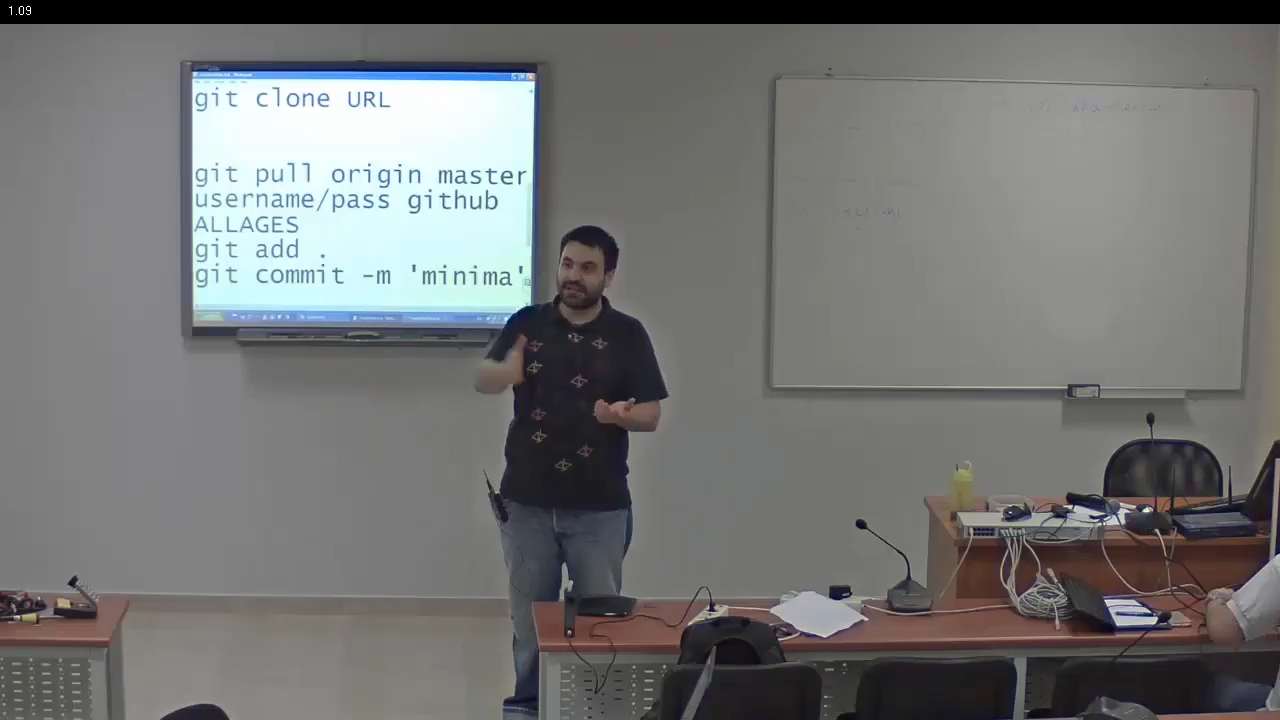 1.09
git clone URL
git pull origin master
username/pass github
ALLAGES
git add .
git commit -m 'minima'